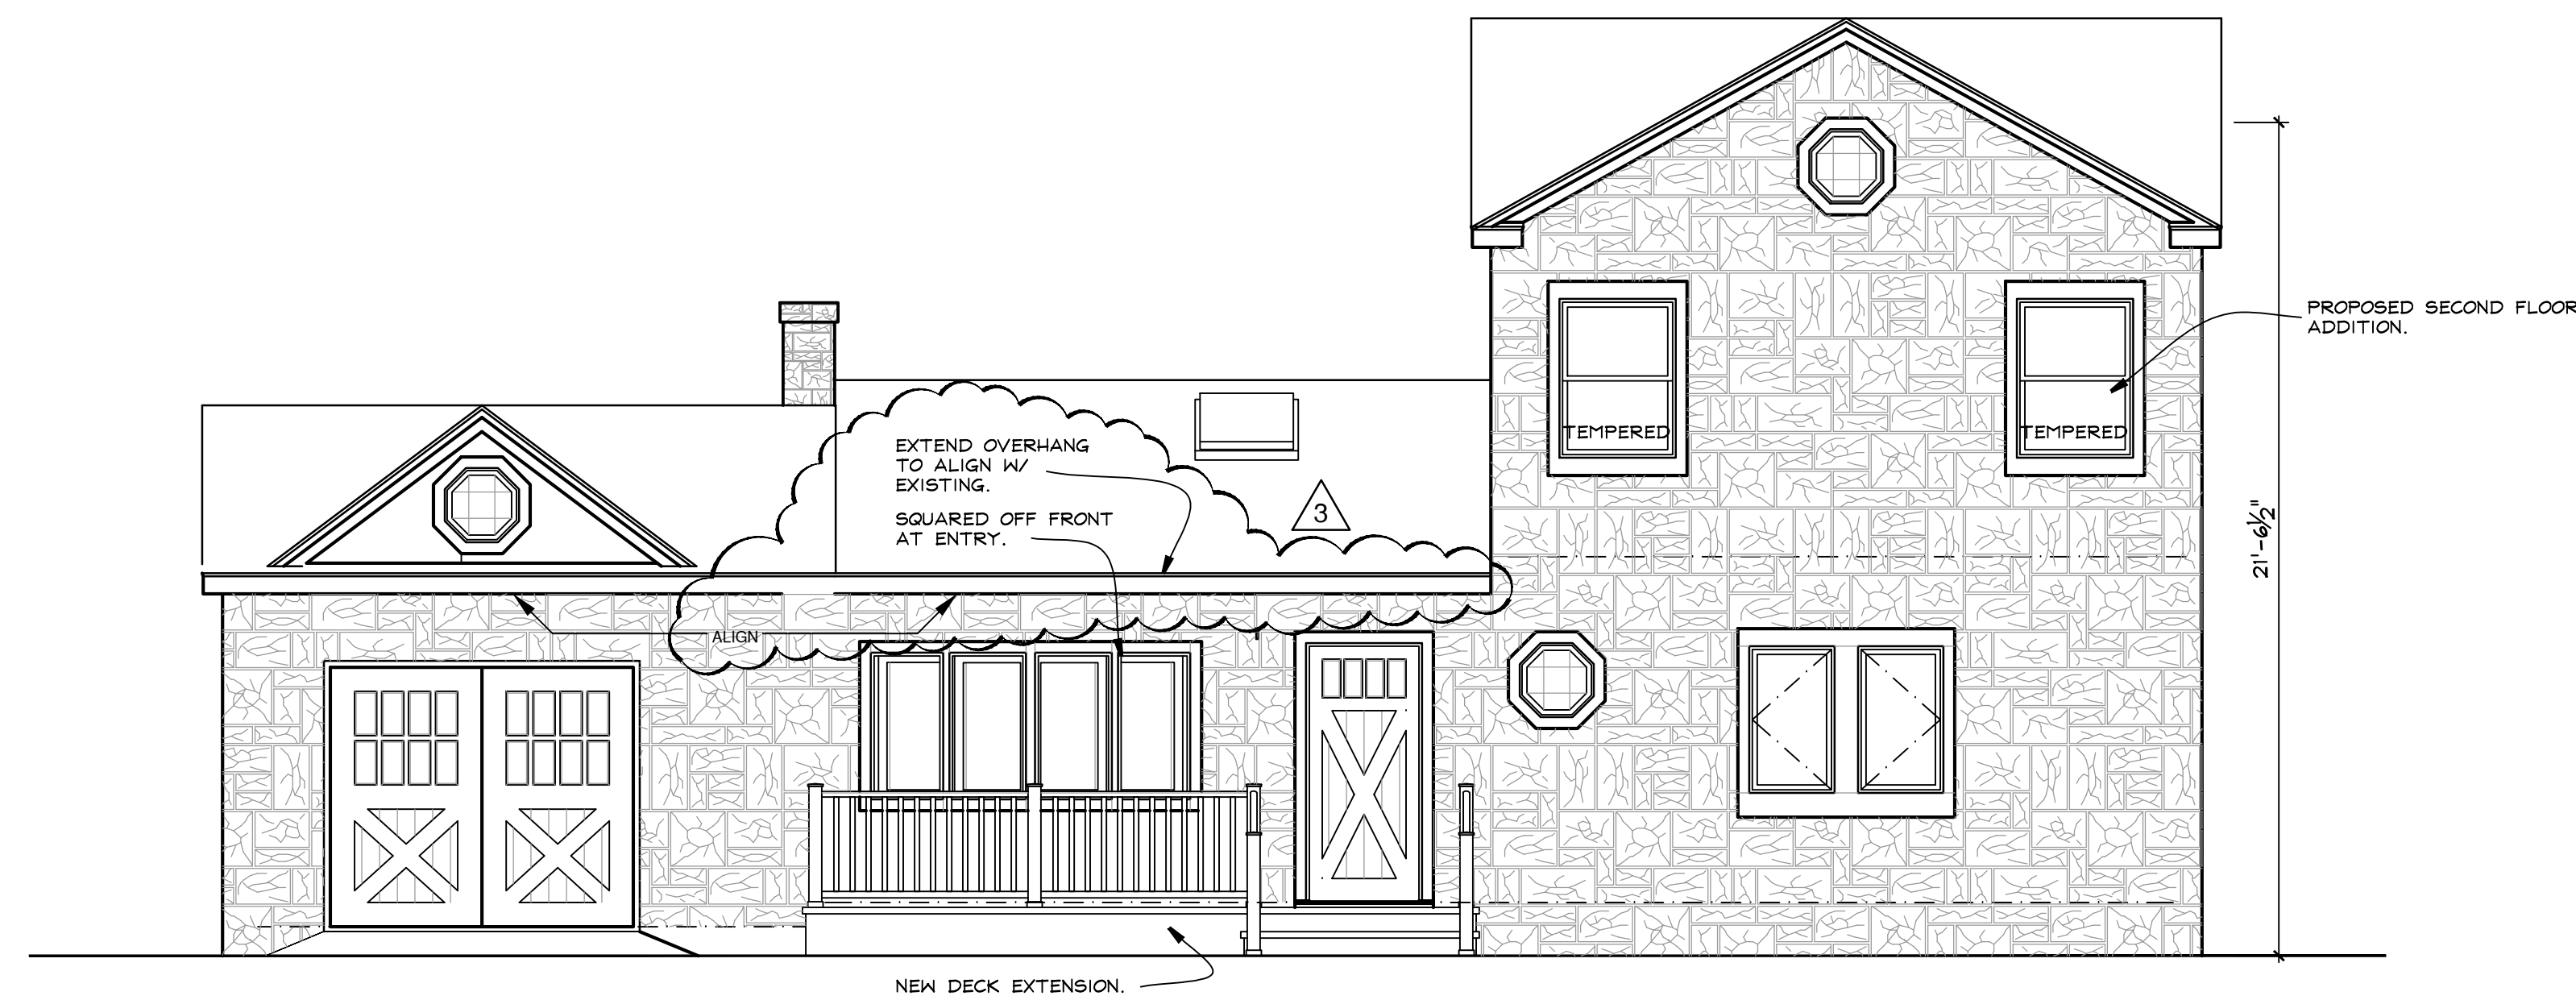 PROPOSED SECOND FLOOR
ADDITION.
TEMPERED
TEMPERED
EXTEND OVERHANG
TO ALIGN W/
EXISTING.
SQUARED OFF FRONT
AT ENTRY.
3
21'-6½"
ALIGN
NEW DECK EXTENSION.